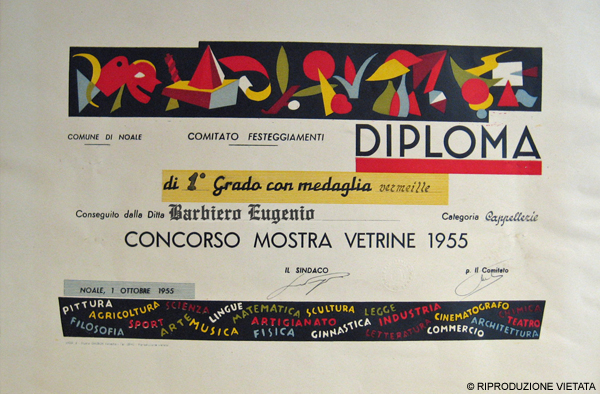 COMUNE DI NOALE
COMITATO FESTEGGIAMENTI
DIPLOMA
di 1° Grado con medaglia vermeille
Conseguito dalla Ditta Barbiero Eugenio Categoria Cappellerie
CONCORSO MOSTRA VETRINE 1955
IL SINDACO
p. Il Comitato
NOALE, 1 OTTOBRE 1955
PITTURA AGRICOLTURA SCIENZA LINGUE MATEMATICA SCULTURA LEGGE INDUSTRIA CINEMATOGRAFO CHIMICA
FILOSOFIA SPORT ARTE MUSICA ARTIGIANATO FISICA GINNASTICA LETTERATURA COMMERCIO ARCHITETTURA TEATRO
© RIPRODUZIONE VIETATA